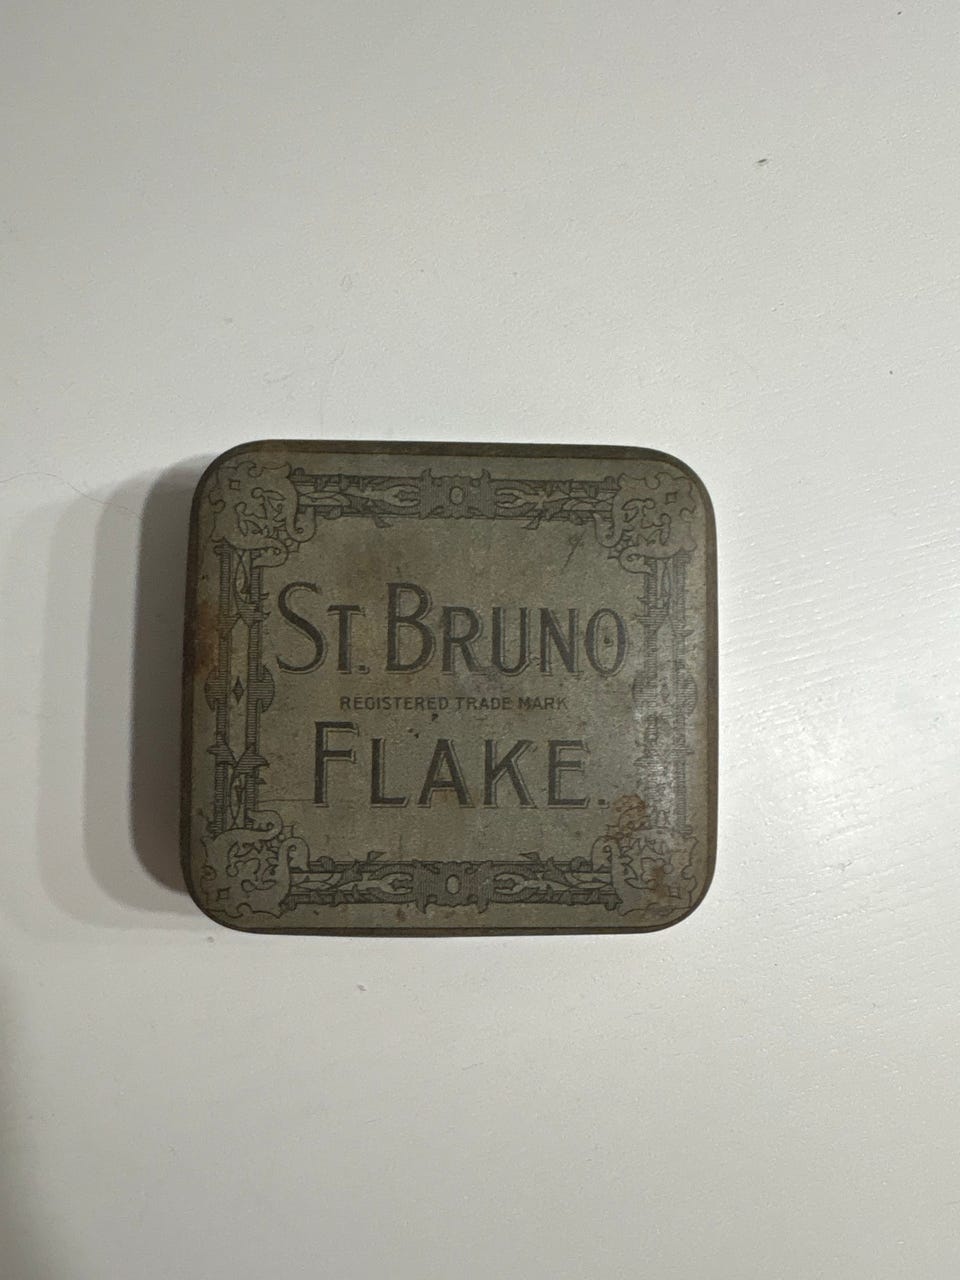 ST. BRUNO
REGISTERED TRADE MARK
FLAKE.